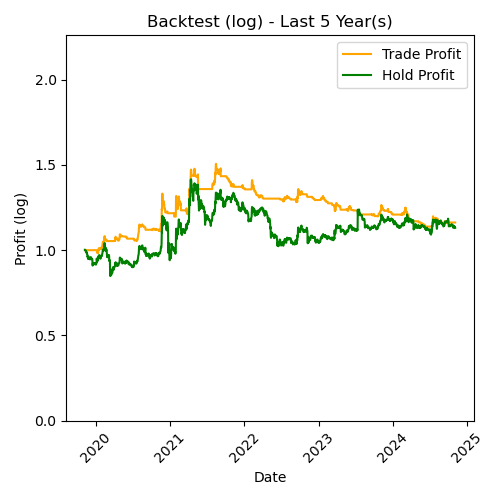 Backtest (log) - Last 5 Year(s)
Trade Profit
Hold Profit
Profit (log)
2.0
1.5
1.0
0.5
0.0
2020
2021
2022
2023
2024
2025
Date